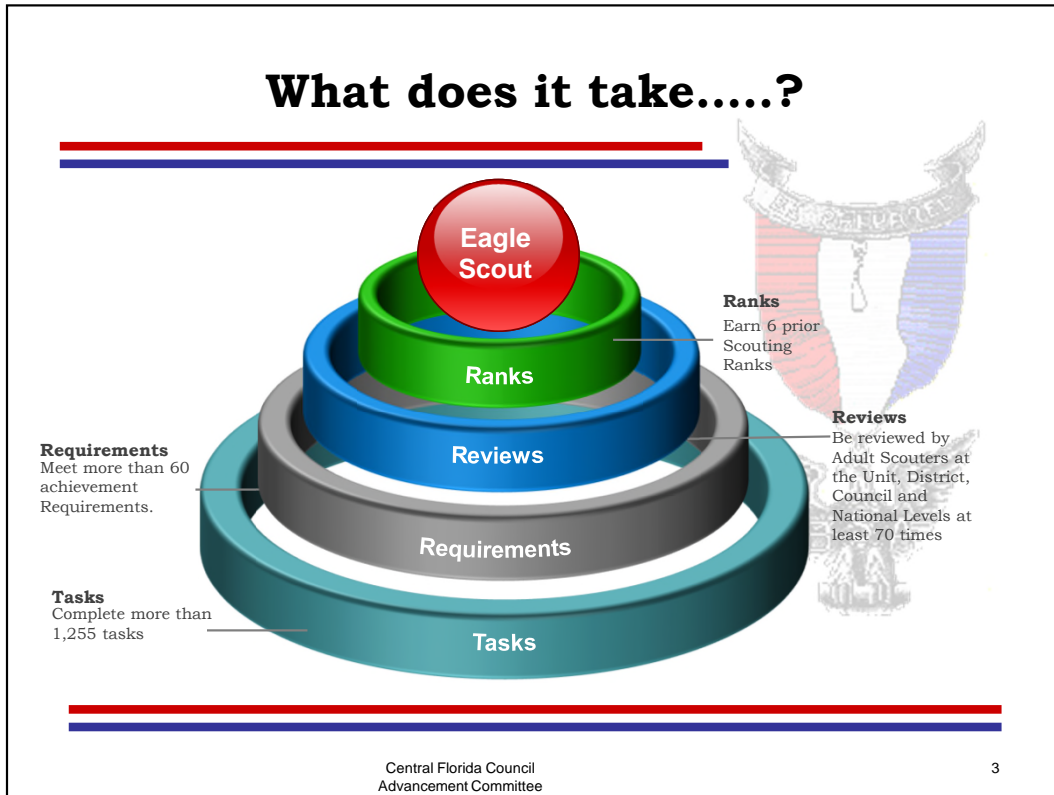 What does it take.....?
Eagle
Scout
Ranks
Reviews
Requirements
Tasks
Ranks
Earn 6 prior
Scouting
Ranks
Reviews
Be reviewed by
Adult Scouters at
the Unit, District,
Council and
National Levels at
least 70 times
Requirements
Meet more than 60
achievement
Requirements.
Tasks
Complete more than
1,255 tasks
Central Florida Council
Advancement Committee
3